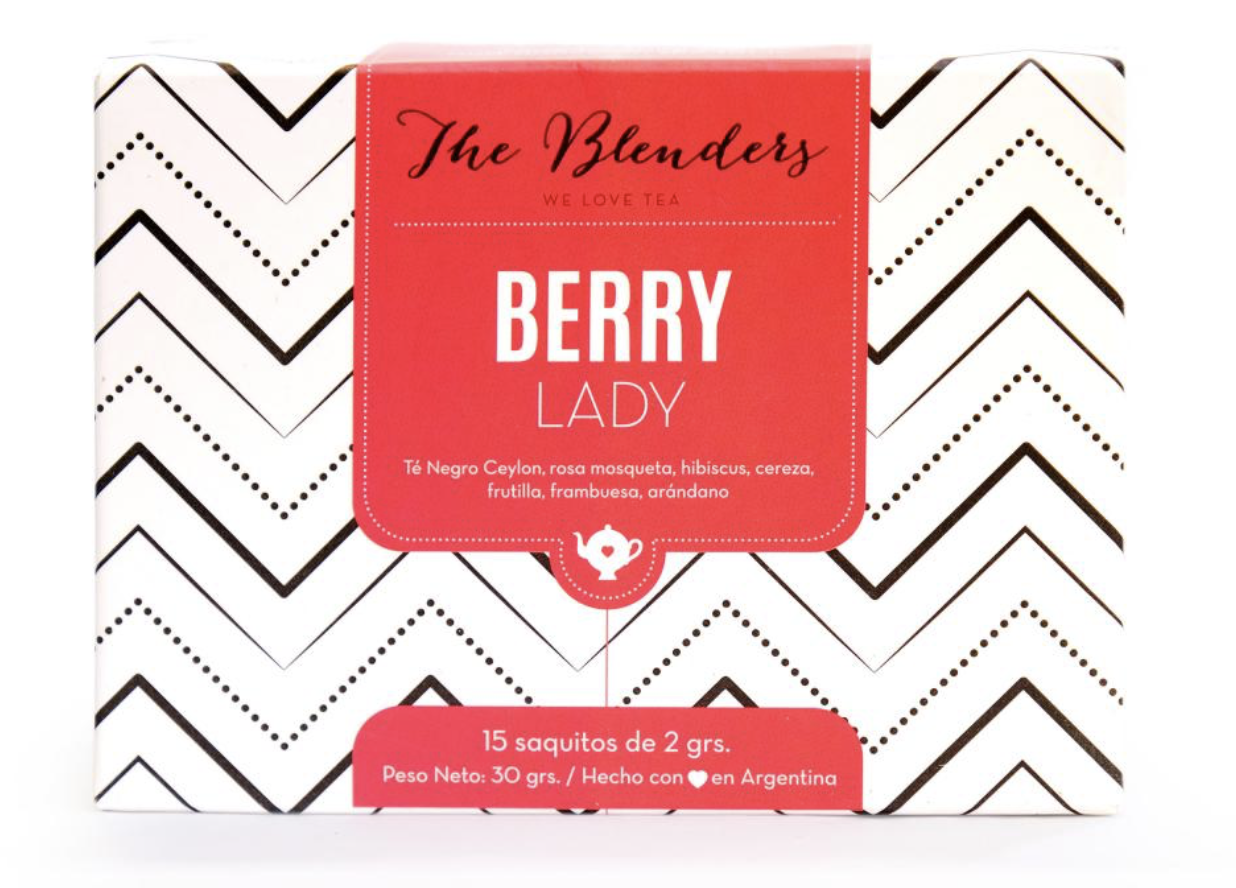 The Blenders
WE LOVE TEA
BERRY
LADY
Té Negro Ceylon, rosa mosqueta, hibiscus, cereza,
frutilla, frambuesa, arándano
15 saquitos de 2 grs.
Peso Neto: 30 grs. / Hecho con ♥ en Argentina